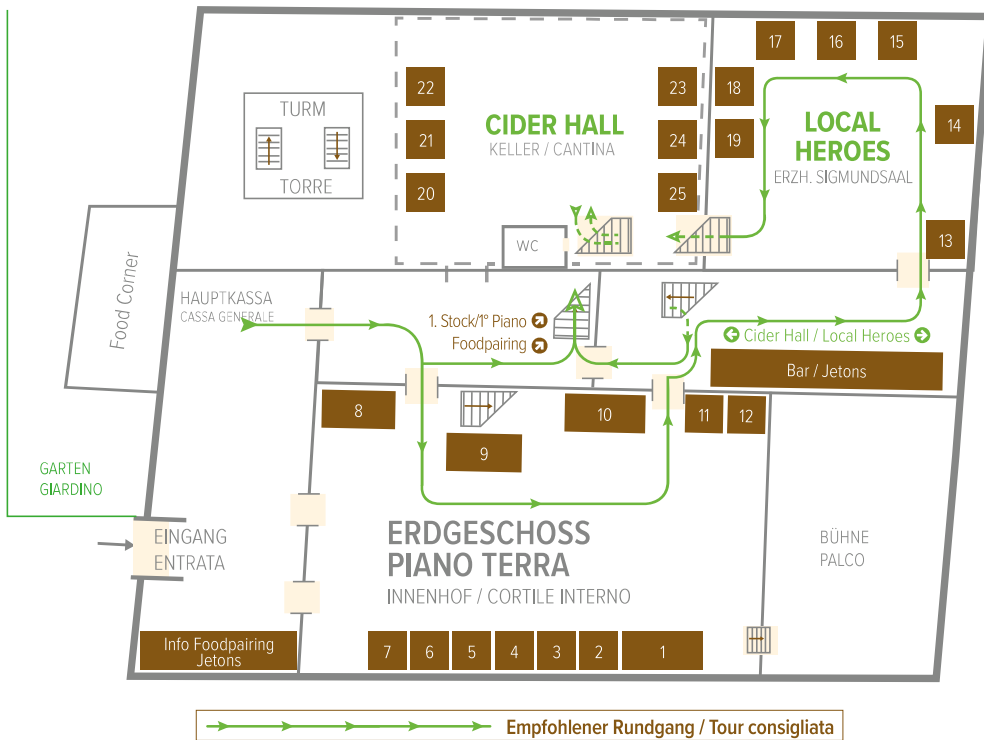 17
16
15
22
23
18
TURM
TORRE
CIDER HALL
KELLER / CANTINA
LOCAL
HEROES
ERZH. SIGMUNDSAAL
14
21
24
19
20
25
13
WC
Food Corner
HAUPTKASSA
CASSA GENERALE
1. Stock/1° Piano
Foodpairing
Cider Hall / Local Heroes
Bar / Jetons
8
9
10
11
12
GARTEN
GIARDINO
EINGANG
ENTRATA
ERDGESCHOSS
PIANO TERRA
INNENHOF / CORTILE INTERNO
BÜHNE
PALCO
Info Foodpairing
Jetons
7
6
5
4
3
2
1
Empfohlener Rundgang / Tour consigliata